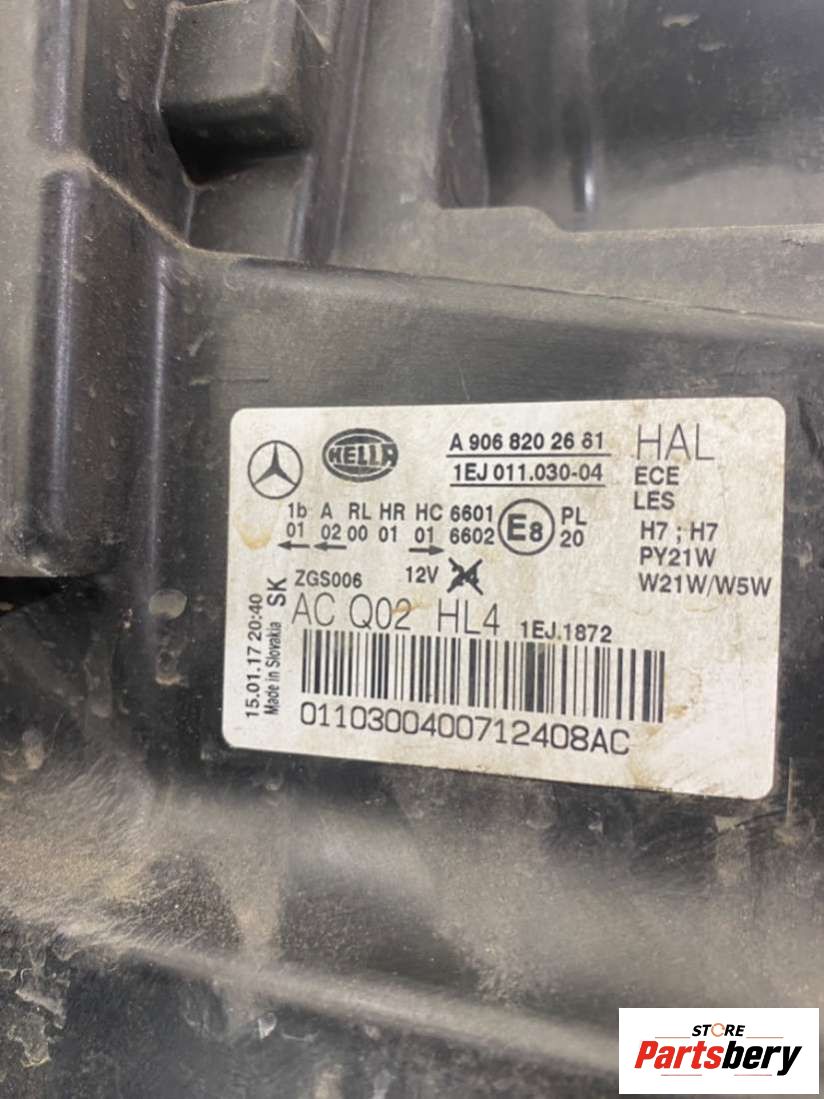 HELLA
A 906 820 26 61 HAL
1EJ 011.030-04 ECE
LES
1b A RL HR HC 6601 E8 PL H7 ; H7
01 02 00 01 01 6602 20 PY21W
ZGS006 12V 24 W21W/W5W
AC Q02 HL4 1EJ.1872
0110300400712408AC
15.01.17 20:40
Made in Slovakia SK
STORE
Partsbery